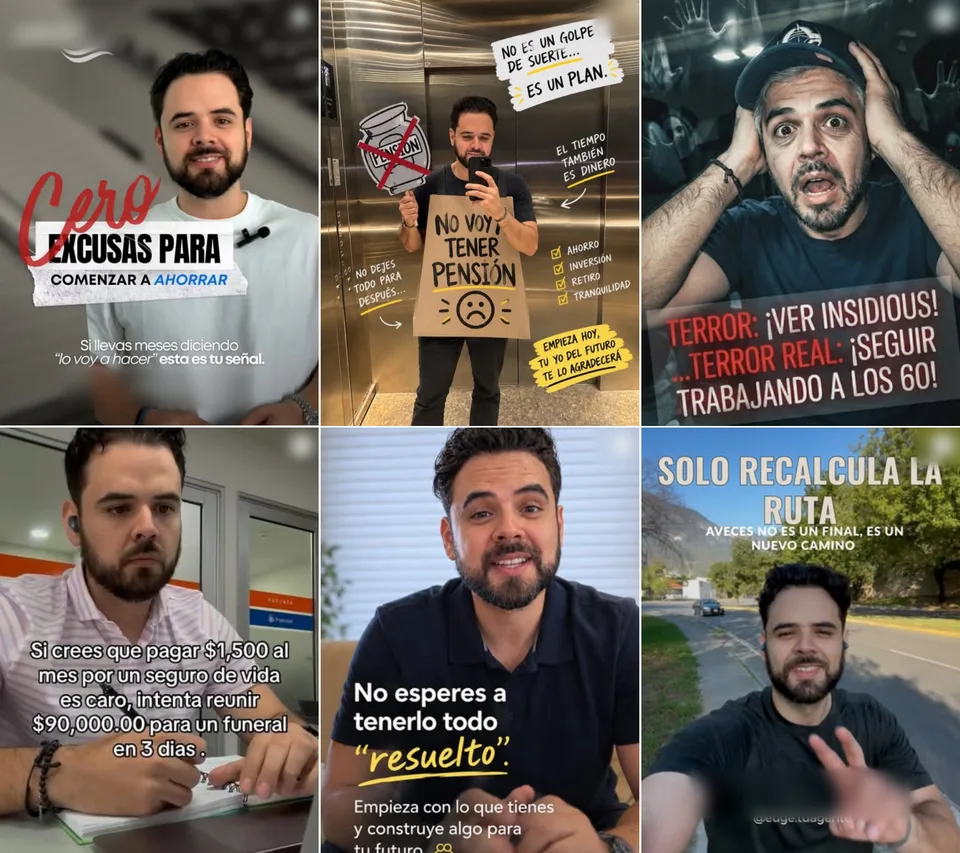 Cero
EXCUSAS PARA
COMENZAR A AHORRAR
Si llevas meses diciendo
"lo voy a hacer" esta es tu señal.
NO ES UN GOLPE
DE SUERTE...
ES UN PLAN.
PENSIÓN
EL TIEMPO
TAMBIÉN
ES DINERO
NO VOY A
TENER
PENSIÓN
NO DEJES
TODO PARA
DESPUÉS...
AHORRO
INVERSIÓN
RETIRO
TRANQUILIDAD
EMPIEZA HOY,
TU YO DEL FUTURO
TE LO AGRADECERÁ
TERROR: ¡VER INSIDIOUS!
...TERROR REAL: ¡SEGUIR
TRABAJANDO A LOS 60!
Si crees que pagar $1,500 al
mes por un seguro de vida
es caro, intenta reunir
$90,000.00 para un funeral
en 3 dias .
No esperes a
tenerlo todo
"resuelto".
Empieza con lo que tienes
y construye algo para
tu futuro
SOLO RECALCULA LA
RUTA
AVECES NO ES UN FINAL, ES UN
NUEVO CAMINO